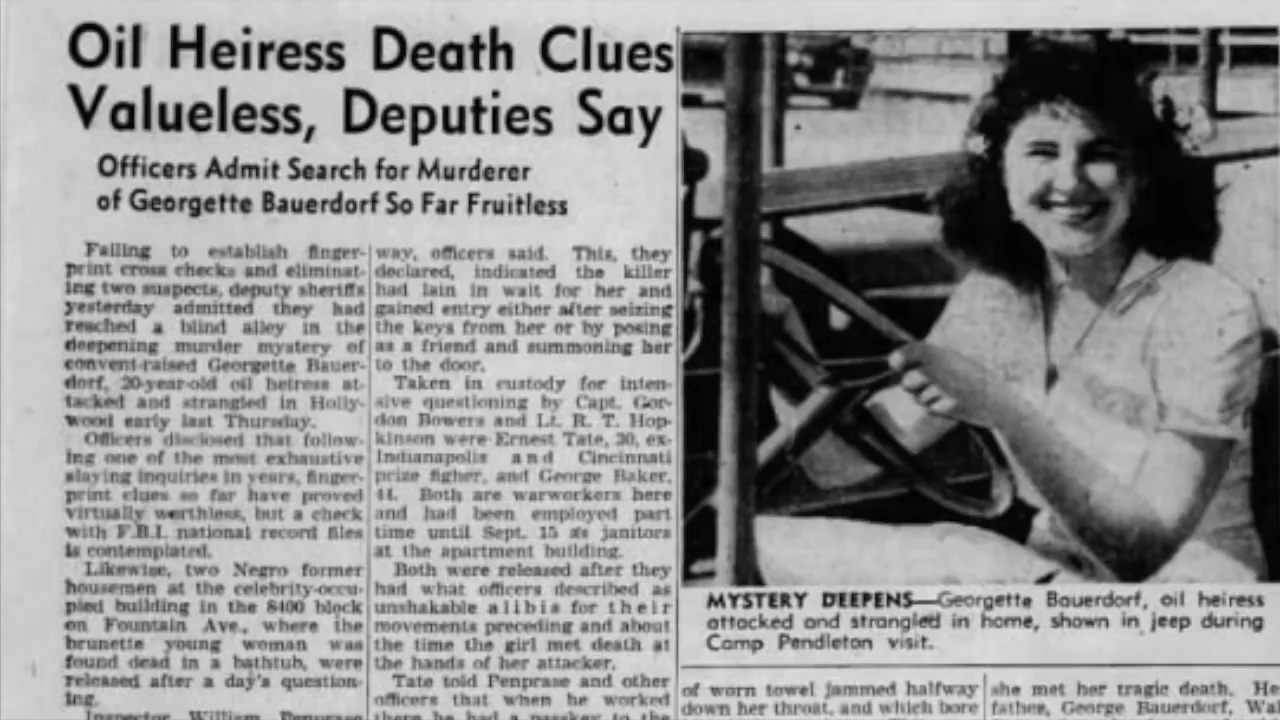 Oil Heiress Death Clues
Valueless, Deputies Say
Officers Admit Search for Murderer
of Georgette Bauerdorf So Far Fruitless
Failing to establish finger-
print cross checks and eliminat-
ing two suspects, deputy sheriffs
yesterday admitted they had
reached a blind alley in the
deepening murder mystery of
convent-raised Georgette Bauer-
dorf, 20-year-old oil heiress at-
tacked and strangled in Holly-
wood early last Thursday.
Officers disclosed that follow-
ing one of the most exhaustive
slaying inquiries in years, finger-
print clues so far have proved
virtually worthless, but a check
with F.B.I. national record files
is contemplated.
Likewise, two Negro former
housemen at the celebrity-occu-
pied building in the 8400 block
on Fountain Ave., where the
brunette young woman was
found dead in a bathtub, were
released after a day's question-
ing.
Inspector William Penprase
way, officers said. This, they
declared, indicated the killer
had lain in wait for her and
gained entry either after seizing
the keys from her or by posing
as a friend and summoning her
to the door.
Taken in custody for inten-
sive questioning by Capt. Gor-
don Bowers and Lt. R. T. Hop-
kinson were Ernest Tate, 30, ex-
Indianapolis and Cincinnati
prize figher, and George Baker,
44. Both are warworkers here
and had been employed part
time until Sept. 15 as janitors
at the apartment building.
Both were released after they
had what officers described as
unshakable alibis for their
movements preceding and about
the time the girl met death at
the hands of her attacker.
Tate told Penprase and other
officers that when he worked
there he had a passkey to the
MYSTERY DEEPENS—Georgette Bauerdorf, oil heiress
attacked and strangled in home, shown in jeep during
Camp Pendleton visit.
of worn towel jammed halfway
down her throat, and which bore
she met her tragic death. He
father, George Bauerdorf, Wal